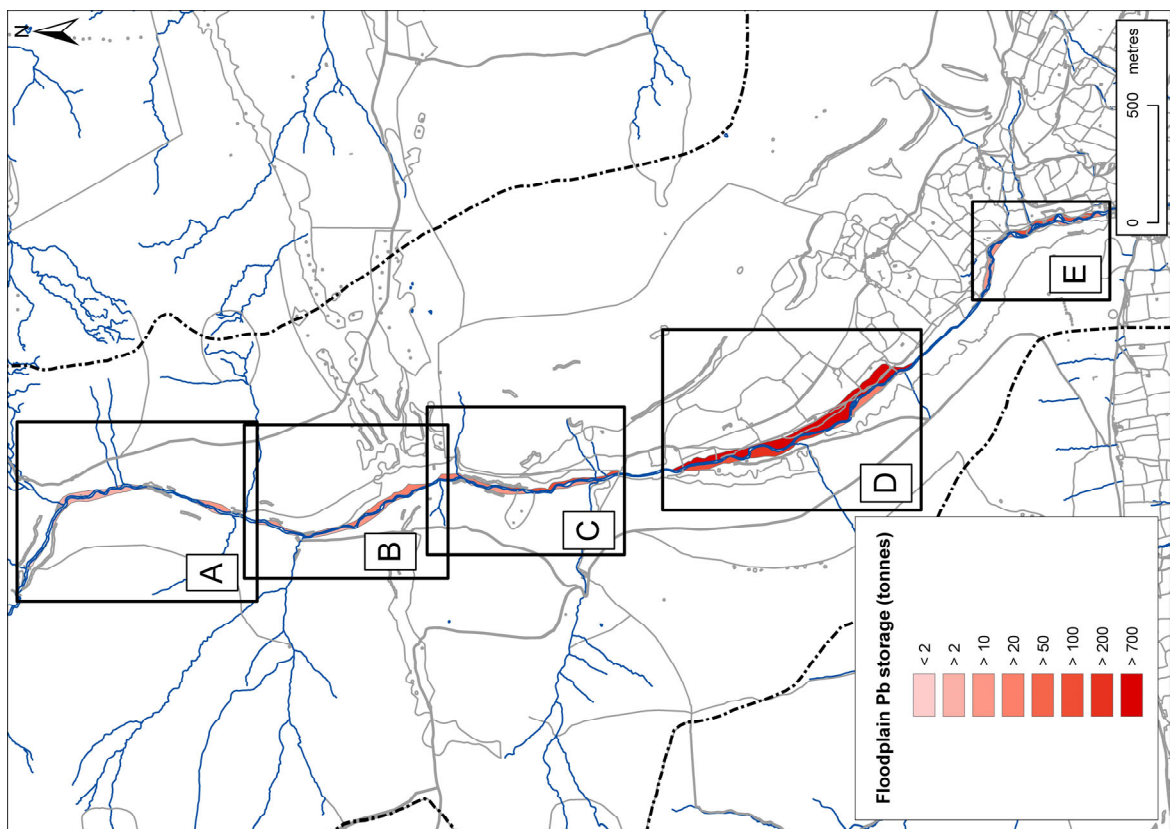 N
A
B
C
D
E
0 500 metres
Floodplain Pb storage (tonnes)
< 2
> 2
> 10
> 20
> 50
> 100
> 200
> 700